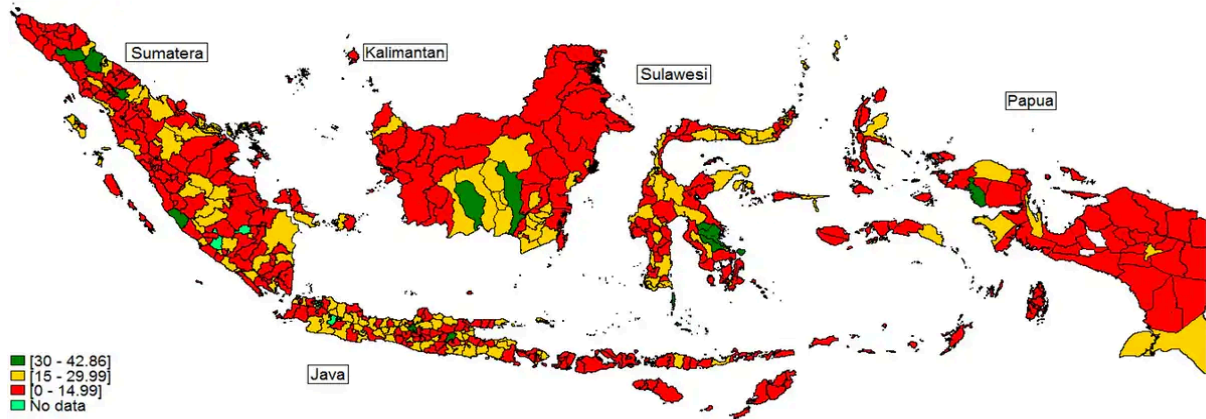 Sumatera
Kalimantan
Sulawesi
Papua
Java
[30 - 42.86]
[15 - 29.99]
[0 - 14.99]
No data